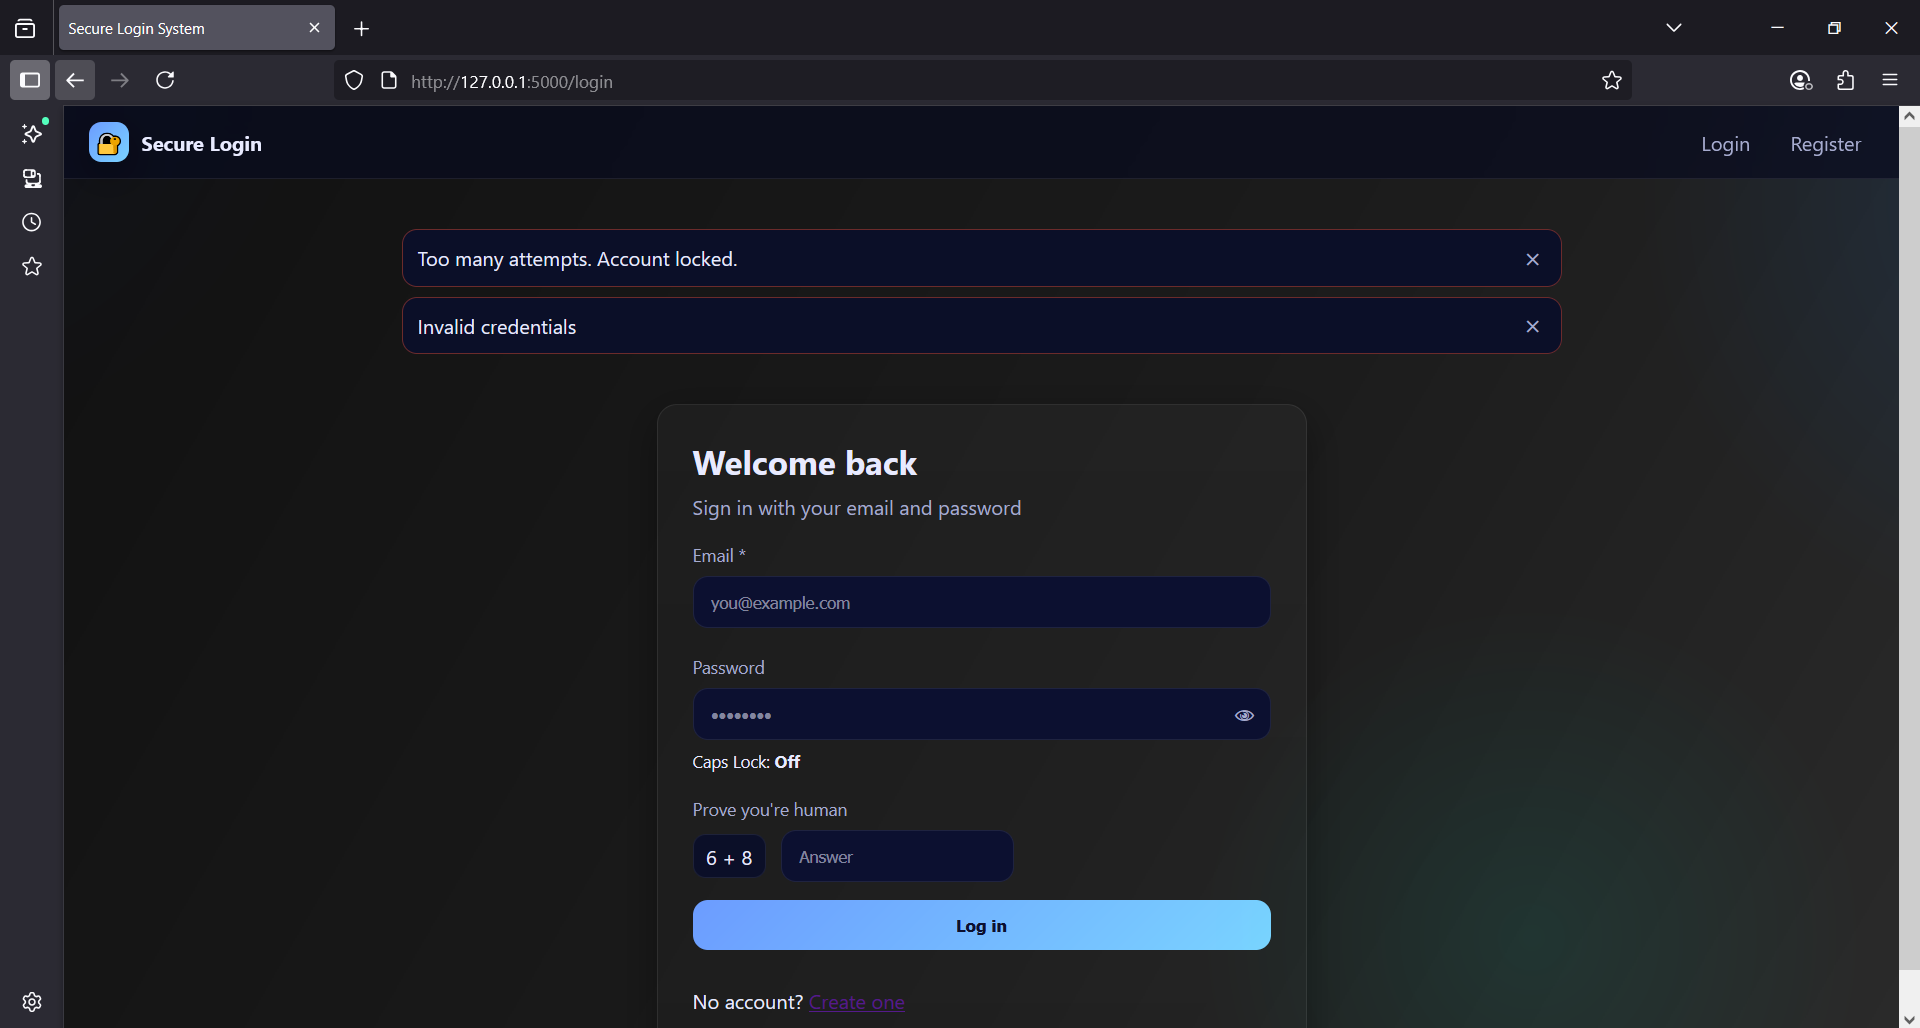 Secure Login System
http://127.0.0.1:5000/login
Secure Login
Login
Register
Too many attempts. Account locked.
Invalid credentials
Welcome back
Sign in with your email and password
Email *
you@example.com
Password
••••••••
Caps Lock: Off
Prove you're human
6 + 8
Answer
Log in
No account? Create one